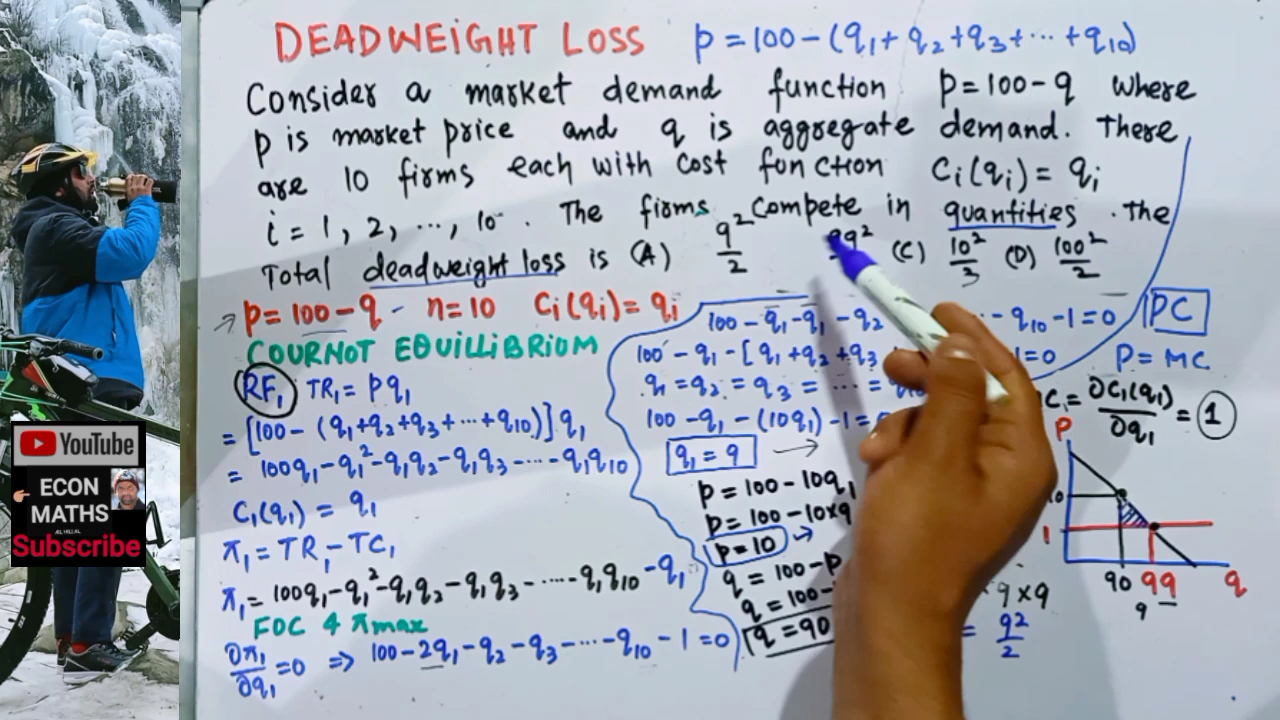 DEADWEIGHT LOSS p = 100 - (q₁ + q₂ + q₃ + ... + q₁₀)
Consider a market demand function p = 100 - q where
p is market price and q is aggregate demand. There
are 10 firms each with cost function Cᵢ(qᵢ) = qᵢ
i = 1, 2, ..., 10. The firms compete in quantities. The
Total deadweight loss is (A) 9²/2 (C) 10²/3 (D) 100²/2
p = 100 - q - n = 10 Cᵢ(qᵢ) = qᵢ
COURNOT EQUILLIBRIUM
RF₁ TR₁ = pq₁
= [100 - (q₁ + q₂ + q₃ + ... + q₁₀)] q₁
= 100q₁ - q₁² - q₁q₂ - q₁q₃ - .... - q₁q₁₀
C₁(q₁) = q₁
π₁ = TR₁ - TC₁
π₁ = 100q₁ - q₁² - q₁q₂ - q₁q₃ - ..... - q₁q₁₀ - q₁
FOC 4 πmax
∂π₁/∂q₁ = 0 ⇒ 100 - 2q₁ - q₂ - q₃ - ... - q₁₀ - 1 = 0
100 - q₁ - q₁ - q₂ - q₁₀ - 1 = 0
100 - q₁ - [q₁ + q₂ + q₃ = 0
q₁ = q₂ = q₃ = ... =
100 - q₁ - (10q₁) - 1 =
q₁ = 9 →
p = 100 - 10q₁
p = 100 - 10×9
p = 10 →
q = 100 - p
q = 100 -
q = 90
PC
P = MC
= ∂C₁(q₁)/∂q₁ = 1
P
1
90 99 q
9
×9×9
= 9²/2
YouTube
ECON
MATHS
Subscribe